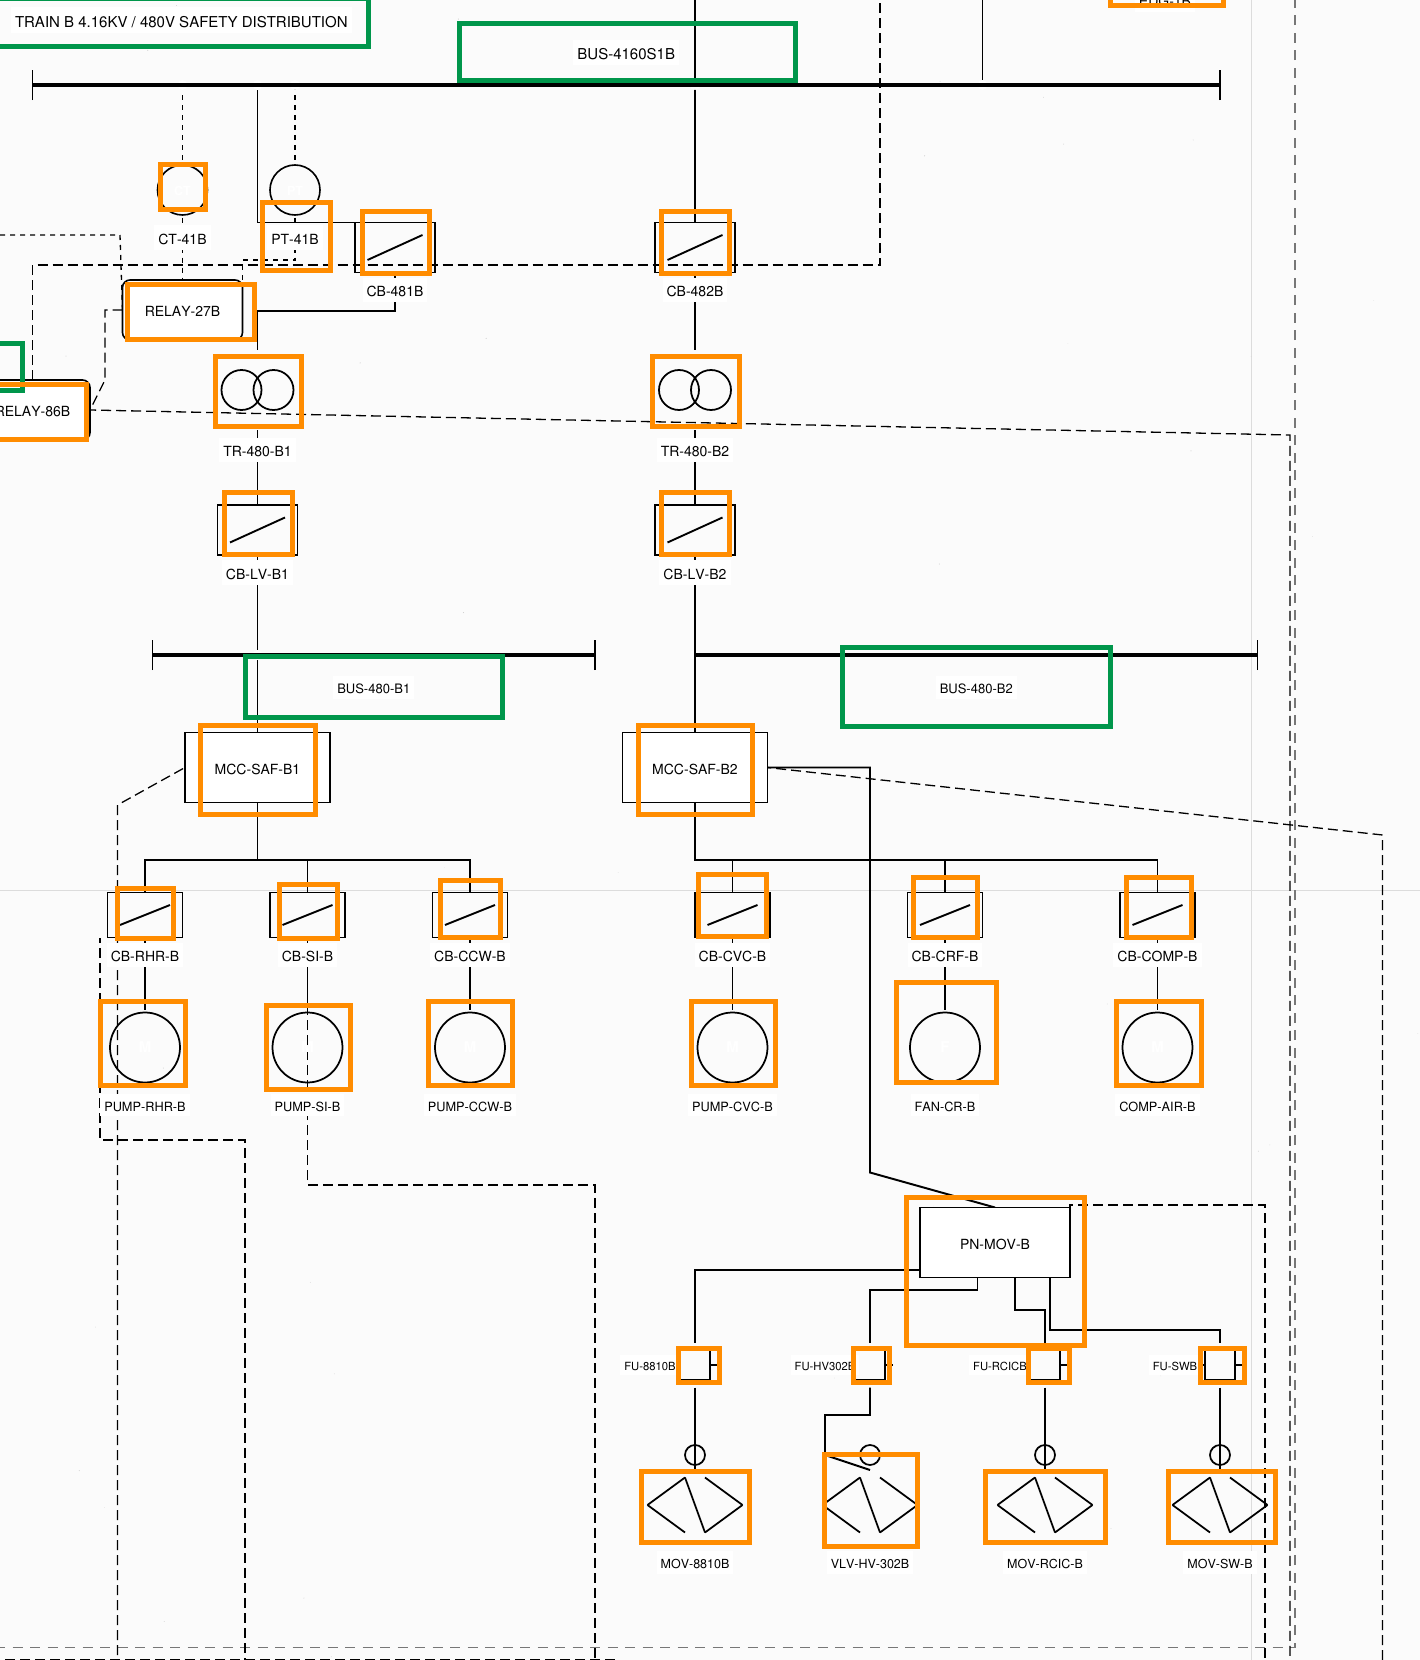 TRAIN B 4.16KV / 480V SAFETY DISTRIBUTION
BUS-4160S1B
CT-41B
PT-41B
CB-481B
CB-482B
RELAY-27B
RELAY-86B
TR-480-B1
TR-480-B2
CB-LV-B1
CB-LV-B2
BUS-480-B1
BUS-480-B2
MCC-SAF-B1
MCC-SAF-B2
CB-RHR-B
CB-SI-B
CB-CCW-B
CB-CVC-B
CB-CRF-B
CB-COMP-B
PUMP-RHR-B
PUMP-SI-B
PUMP-CCW-B
PUMP-CVC-B
FAN-CR-B
COMP-AIR-B
PN-MOV-B
FU-8810B
FU-HV302B
FU-RCICB
FU-SWB
MOV-8810B
VLV-HV-302B
MOV-RCIC-B
MOV-SW-B